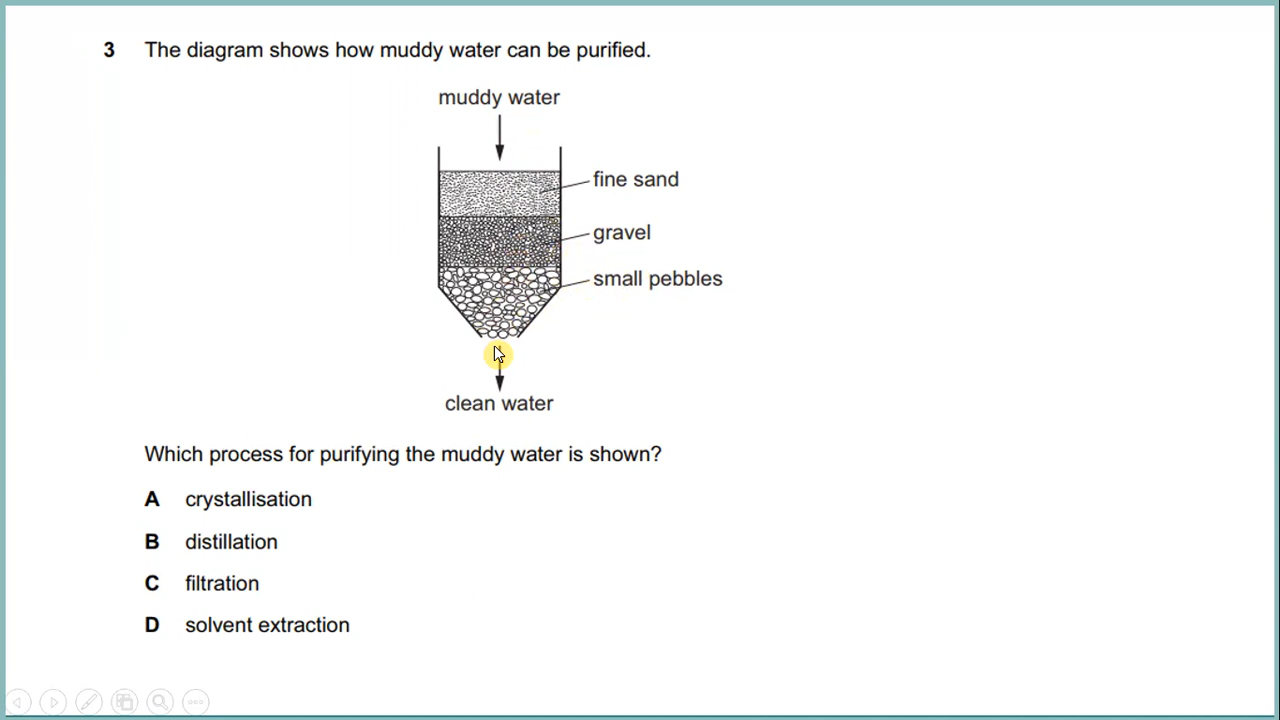 3 The diagram shows how muddy water can be purified.
muddy water
fine sand
gravel
small pebbles
clean water
Which process for purifying the muddy water is shown?
A crystallisation
B distillation
C filtration
D solvent extraction